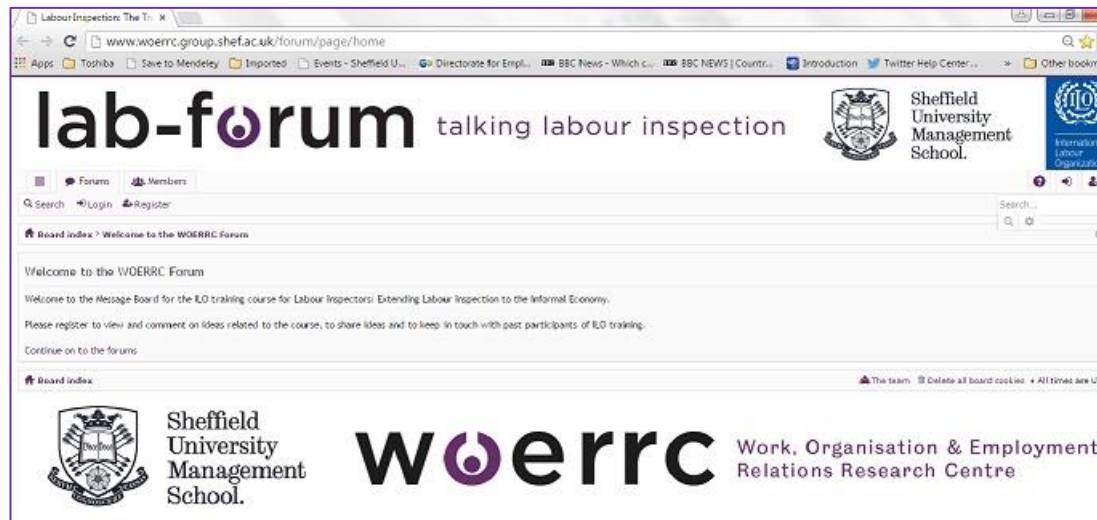 Labour Inspection: The Tr
www.woerrc.group.shef.ac.uk/forum/page/home
Apps Toshiba Save to Mendeley Imported Events - Sheffield U... Directorate for Empl... BBC News - Which c... BBC NEWS | Countr... Introduction Twitter Help Center ... » Other bookm
lab-forum talking labour inspection
Sheffield
University
Management
School.
ILO
Internation
Labour
Organizatio
Forums Members
Search Login Register
Search...
Board index > Welcome to the WOERRC Forum
Welcome to the WOERRC Forum
Welcome to the Message Board for the ILO training course for Labour Inspectors: Extending Labour Inspection to the Informal Economy.
Please register to view and comment on ideas related to the course, to share ideas and to keep in touch with past participants of ILO training.
Continue on to the forums
Board index
The team Delete all board cookies • All times are U
Sheffield
University
Management
School.
woerrc
Work, Organisation & Employment
Relations Research Centre